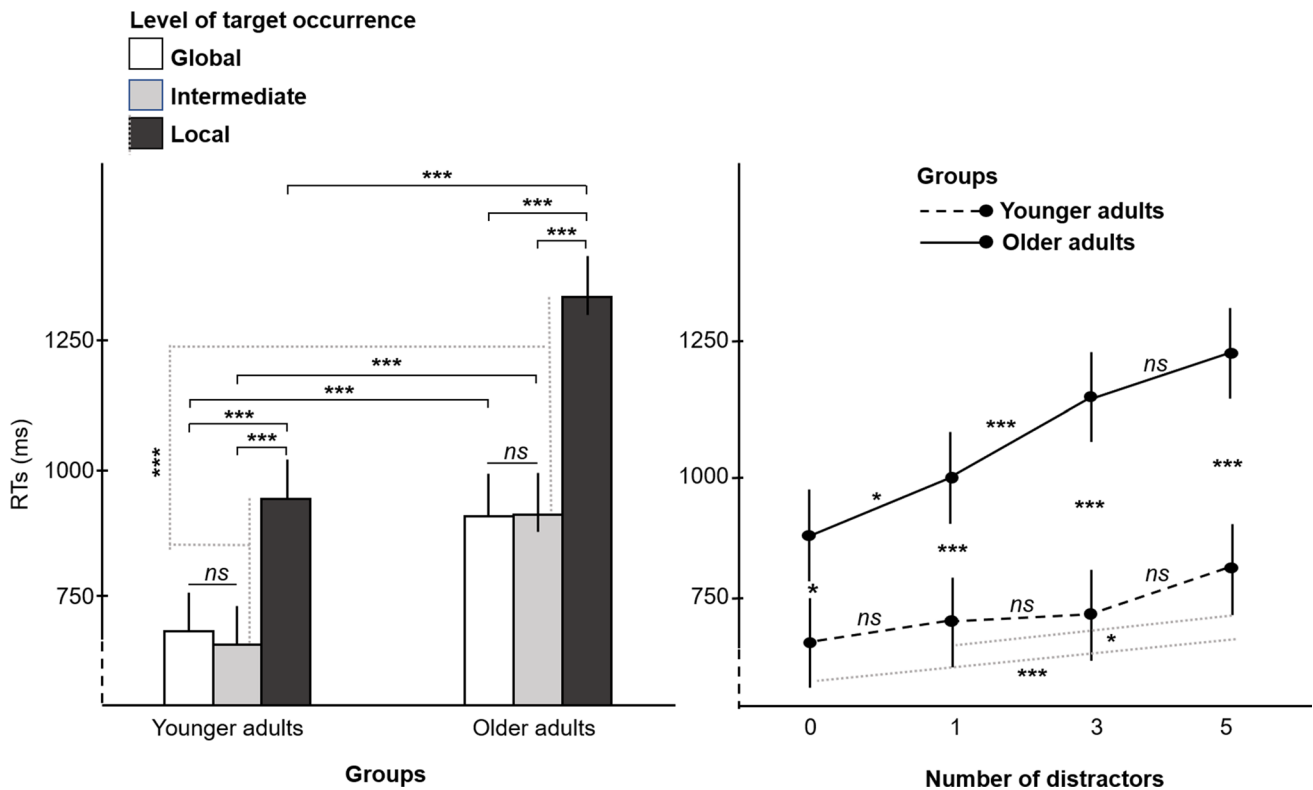 Level of target occurrence
Global
Intermediate
Local
***
***
***
1250
***
***
***
***
***
1000
ns
RTs (ms)
750
ns
Younger adults
Older adults
Groups
Groups
Younger adults
Older adults
1250
ns
***
***
1000
*
***
***
*
750
ns
ns
ns
*
***
0
1
3
5
Number of distractors